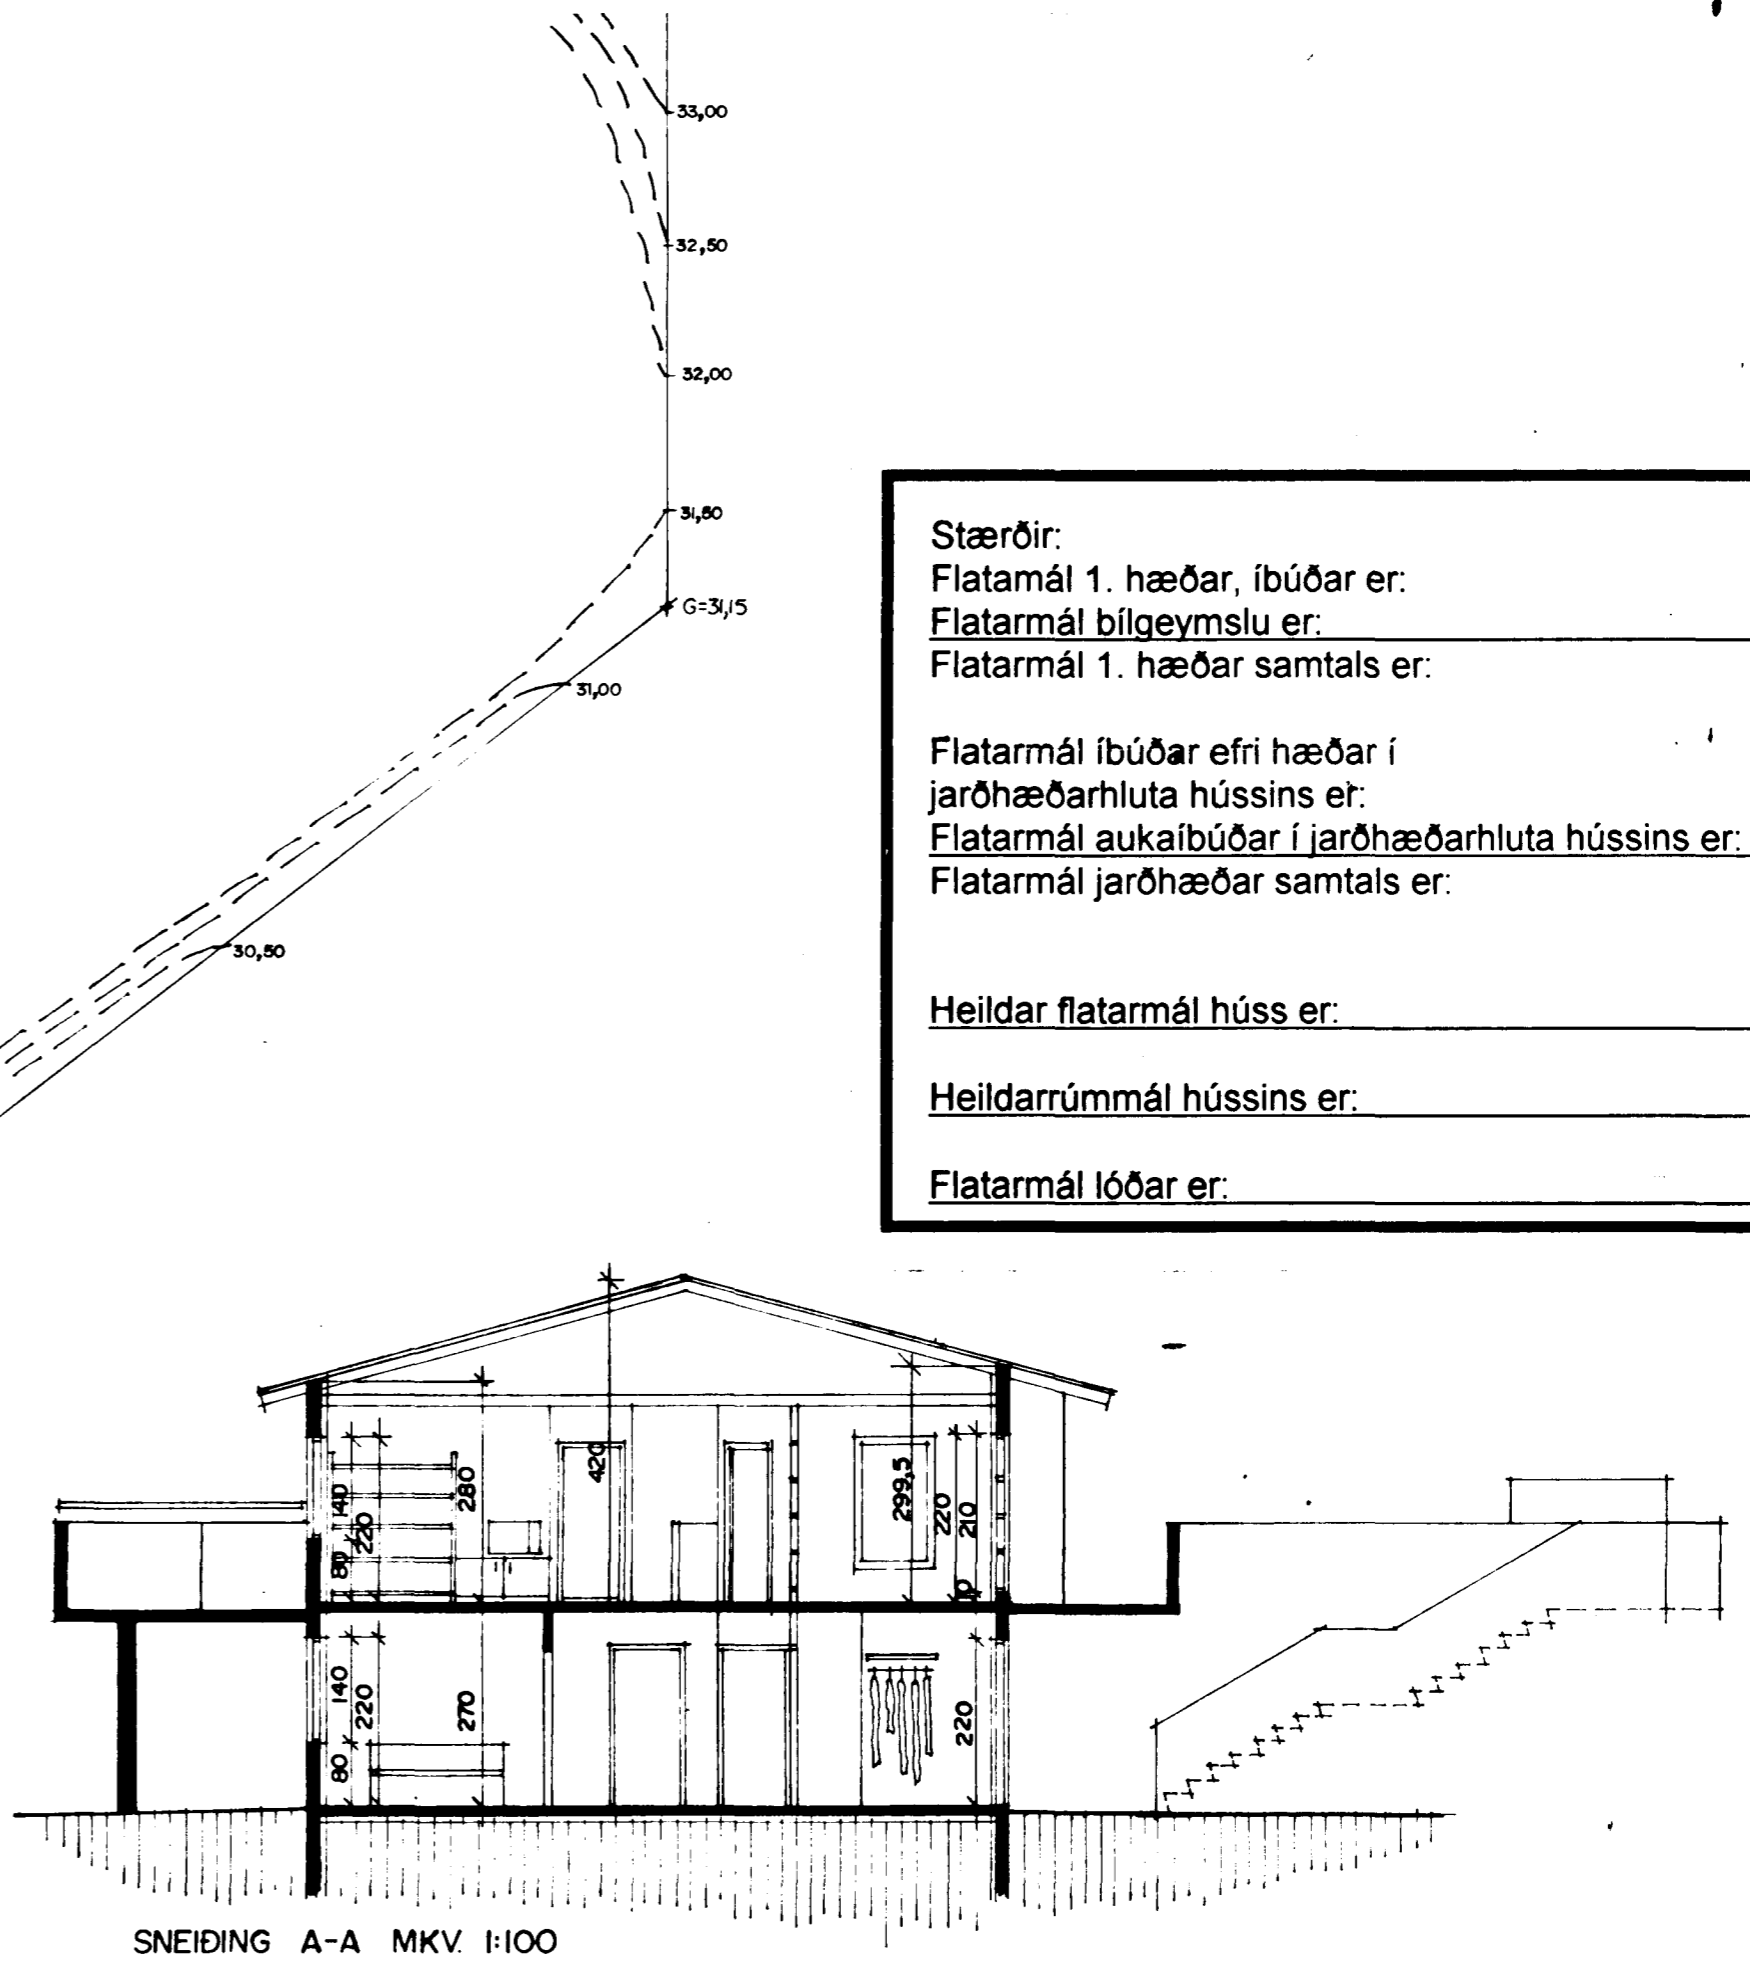 33,00
32,50
32,00
31,50
G=31,15
31,00
30,50
Stærðir:
Flatamál 1. hæðar, íbúðar er:
Flatarmál bílgeymslu er:
Flatarmál 1. hæðar samtals er:
Flatarmál íbúðar efri hæðar í
jarðhæðarhluta hússins er:
Flatarmál aukaíbúðar í jarðhæðarhluta hússins er:
Flatarmál jarðhæðar samtals er:
Heildar flatarmál húss er:
Heildarrúmmál hússins er:
Flatarmál lóðar er:
140
80
220
280
420
299,5
220
210
10
140
80
220
270
220
SNEIÐING A-A MKV. 1:100